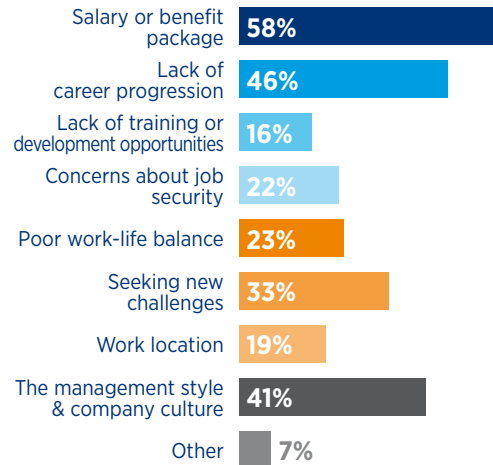 Salary or benefit
package
58%
Lack of
career progression
46%
Lack of training or
development opportunities
16%
Concerns about job
security
22%
Poor work-life balance
23%
Seeking new
challenges
33%
Work location
19%
The management style
& company culture
41%
Other
7%